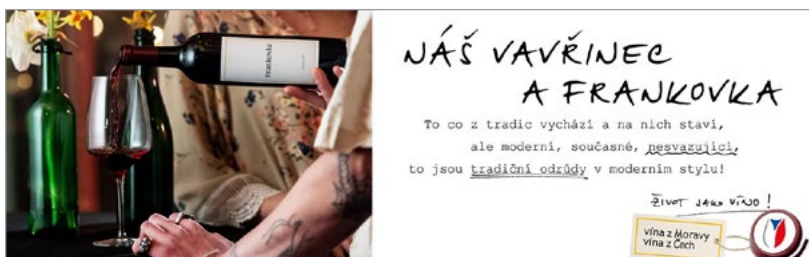 Frankovka
NÁŠ VAVŘINEC
A FRANKOVKA
To co z tradic vychází a na nich staví,
ale moderní, současné, nesvazující,
to jsou tradiční odrůdy v moderním stylu!
ŽIVOT JAKO VÍNO!
vína z Moravy
vína z Čech